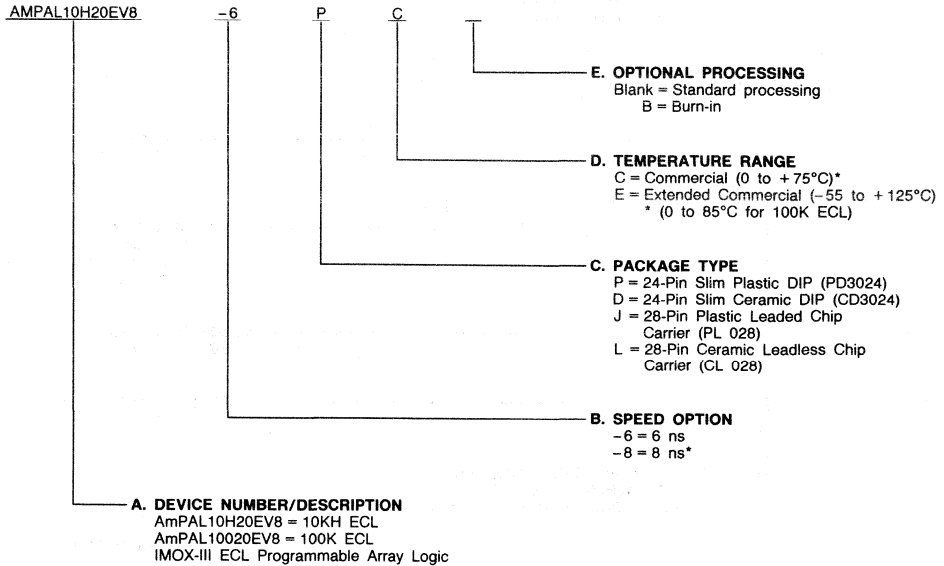 AMPAL10H20EV8 -6 P C _
E. OPTIONAL PROCESSING
Blank = Standard processing
B = Burn-in
D. TEMPERATURE RANGE
C = Commercial (0 to +75°C)*
E = Extended Commercial (-55 to +125°C)
* (0 to 85°C for 100K ECL)
C. PACKAGE TYPE
P = 24-Pin Slim Plastic DIP (PD3024)
D = 24-Pin Slim Ceramic DIP (CD3024)
J = 28-Pin Plastic Leaded Chip
Carrier (PL 028)
L = 28-Pin Ceramic Leadless Chip
Carrier (CL 028)
B. SPEED OPTION
-6 = 6 ns
-8 = 8 ns*
A. DEVICE NUMBER/DESCRIPTION
AmPAL10H20EV8 = 10KH ECL
AmPAL10020EV8 = 100K ECL
IMOX-III ECL Programmable Array Logic